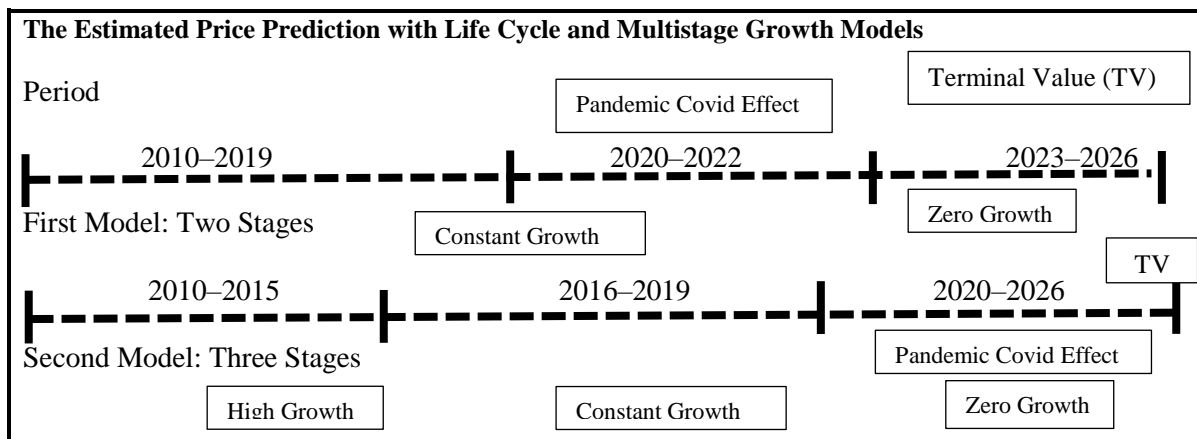 The Estimated Price Prediction with Life Cycle and Multistage Growth Models
Terminal Value (TV)
Period
Pandemic Covid Effect
2010–2019
2020–2022
2023–2026
First Model: Two Stages
Constant Growth
Zero Growth
TV
2010–2015
2016–2019
2020–2026
Second Model: Three Stages
Pandemic Covid Effect
High Growth
Constant Growth
Zero Growth